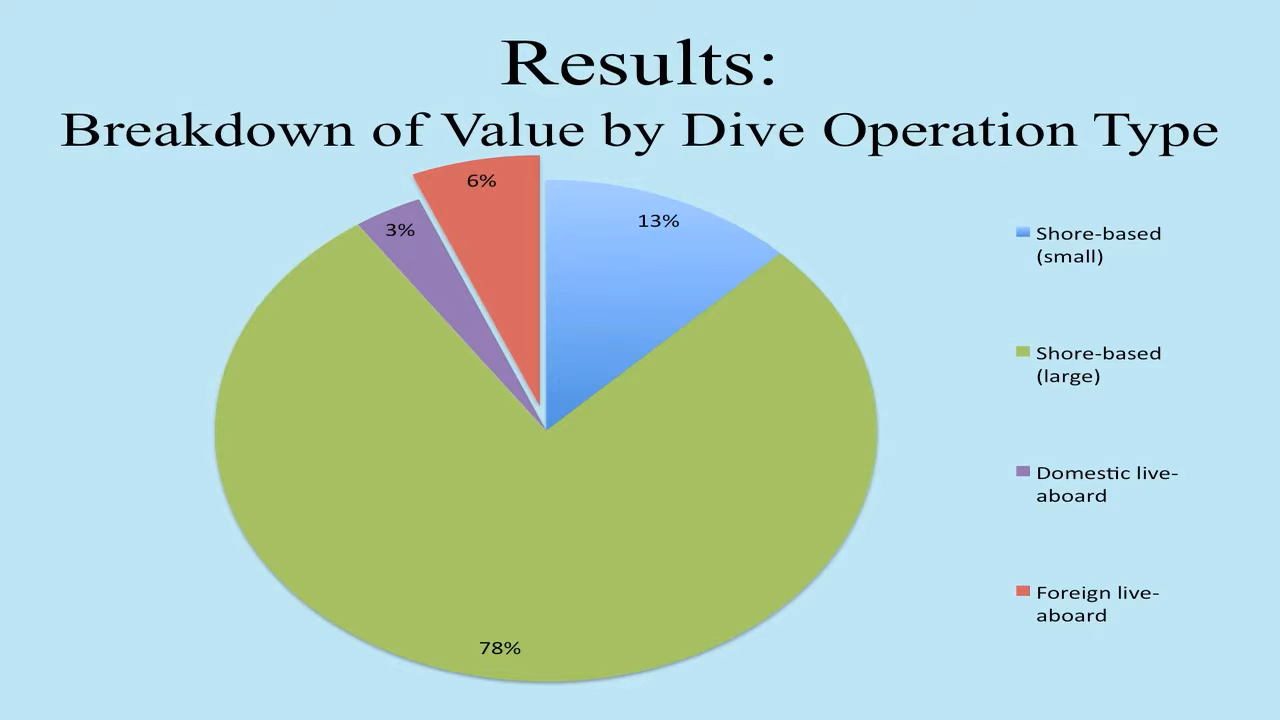 Results:
Breakdown of Value by Dive Operation Type
6%
13%
3%
78%
Shore-based
(small)
Shore-based
(large)
Domestic live-
aboard
Foreign live-
aboard